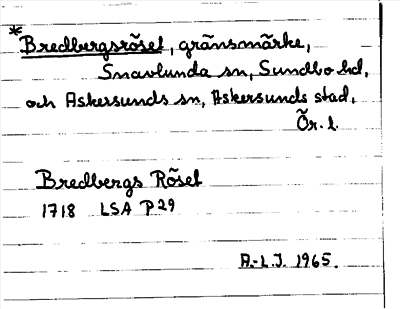 *Bredbergsröset, gränsmärke,
Snavlunda sn, Sundbo hd,
och Askersunds sn, Askersunds stad,
Ör. l.
Bredbergs Röset
1718 LSA P29
A.-L.J. 1965.